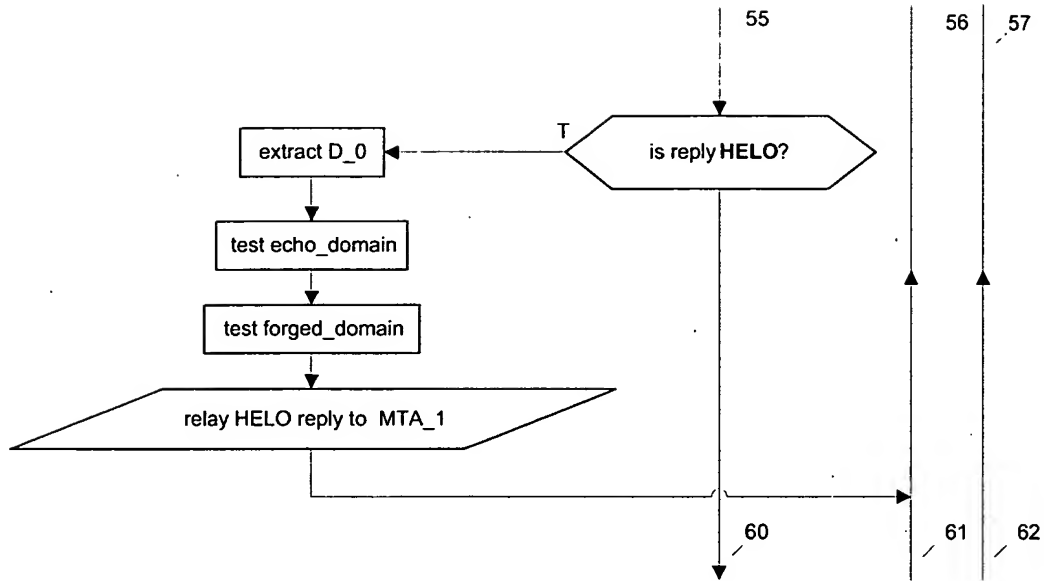 55
56
57
T
extract D_0
is reply HELO?
test echo_domain
test forged_domain
relay HELO reply to MTA_1
60
61
62